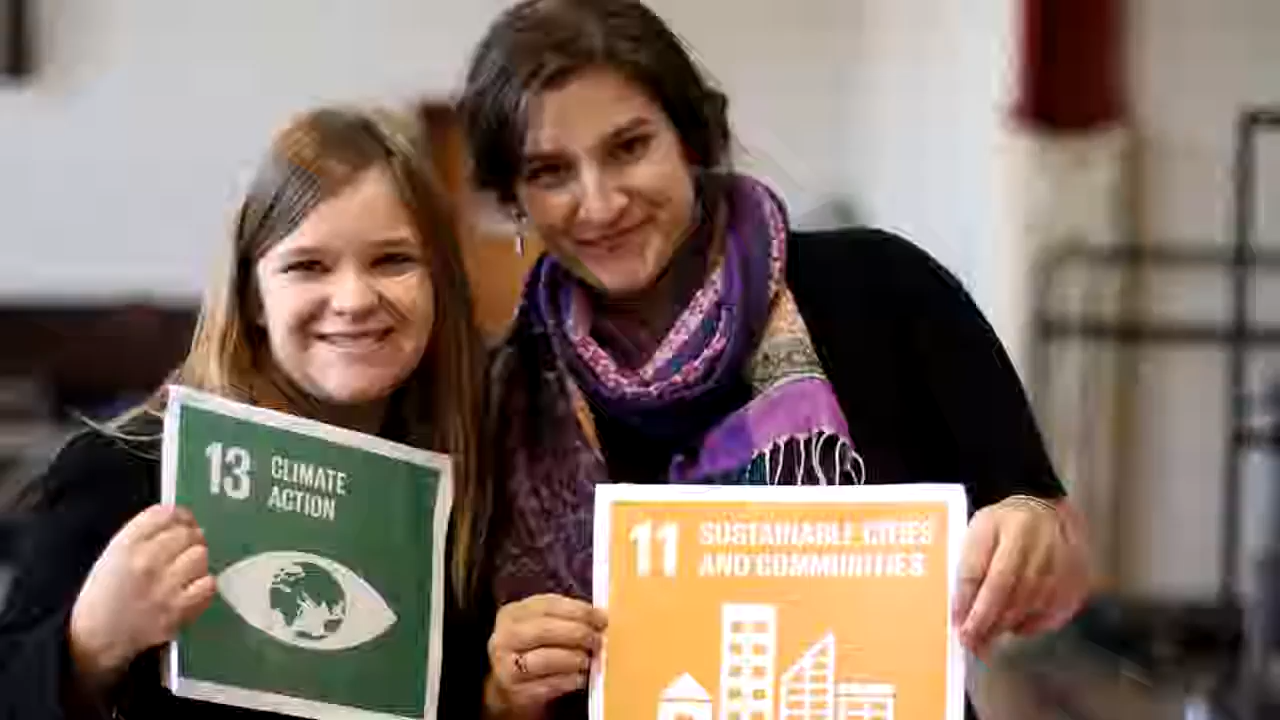 13 CLIMATE
ACTION
11 SUSTAINABLE CITIES
AND COMMUNITIES